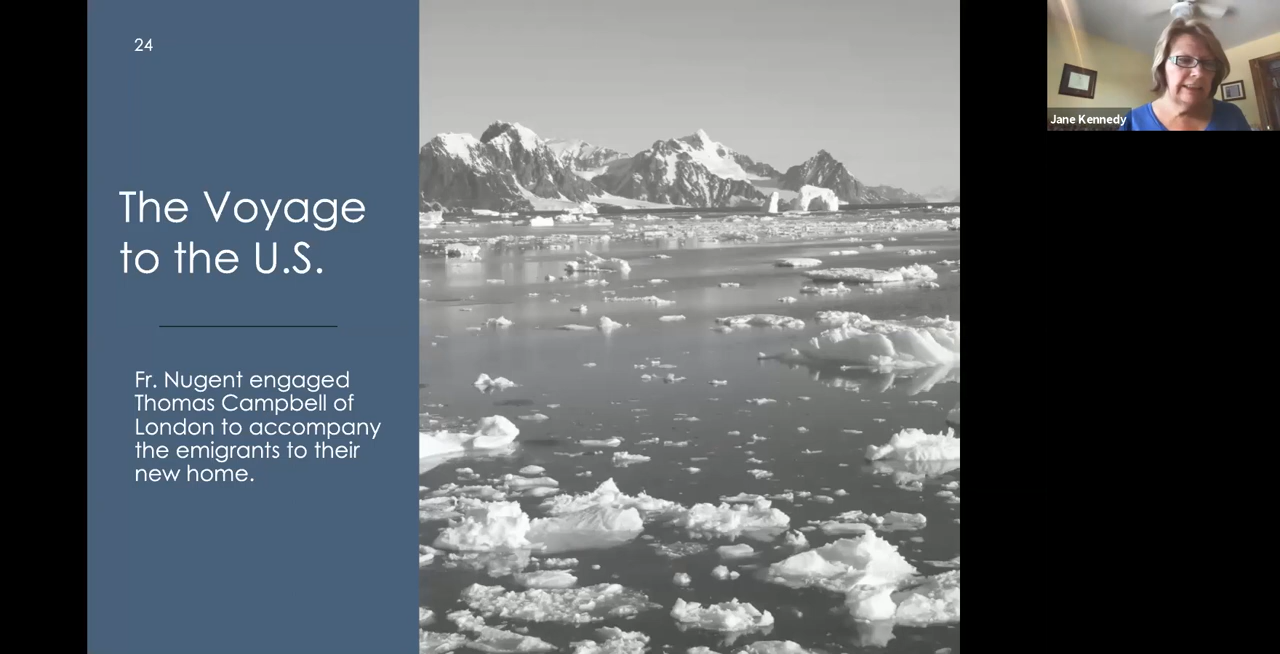 24
The Voyage
to the U.S.
Fr. Nugent engaged
Thomas Campbell of
London to accompany
the emigrants to their
new home.
Jane Kennedy